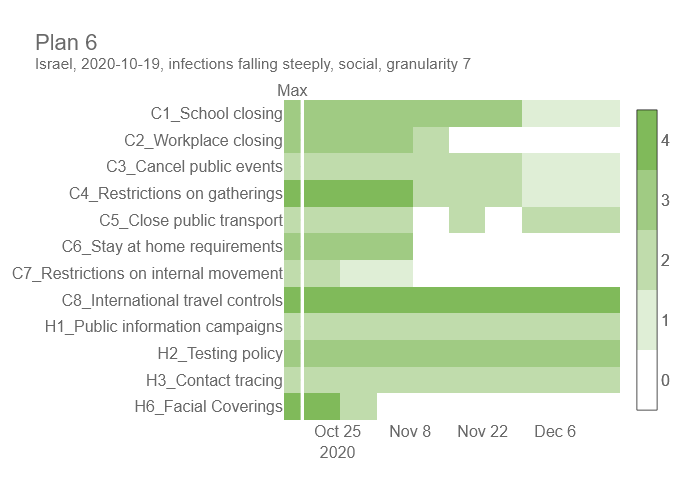 Plan 6
Israel, 2020-10-19, infections falling steeply, social, granularity 7
Max
C1_School closing
C2_Workplace closing
C3_Cancel public events
C4_Restrictions on gatherings
C5_Close public transport
C6_Stay at home requirements
C7_Restrictions on internal movement
C8_International travel controls
H1_Public information campaigns
H2_Testing policy
H3_Contact tracing
H6_Facial Coverings
Oct 25 Nov 8 Nov 22 Dec 6
2020
4
3
2
1
0